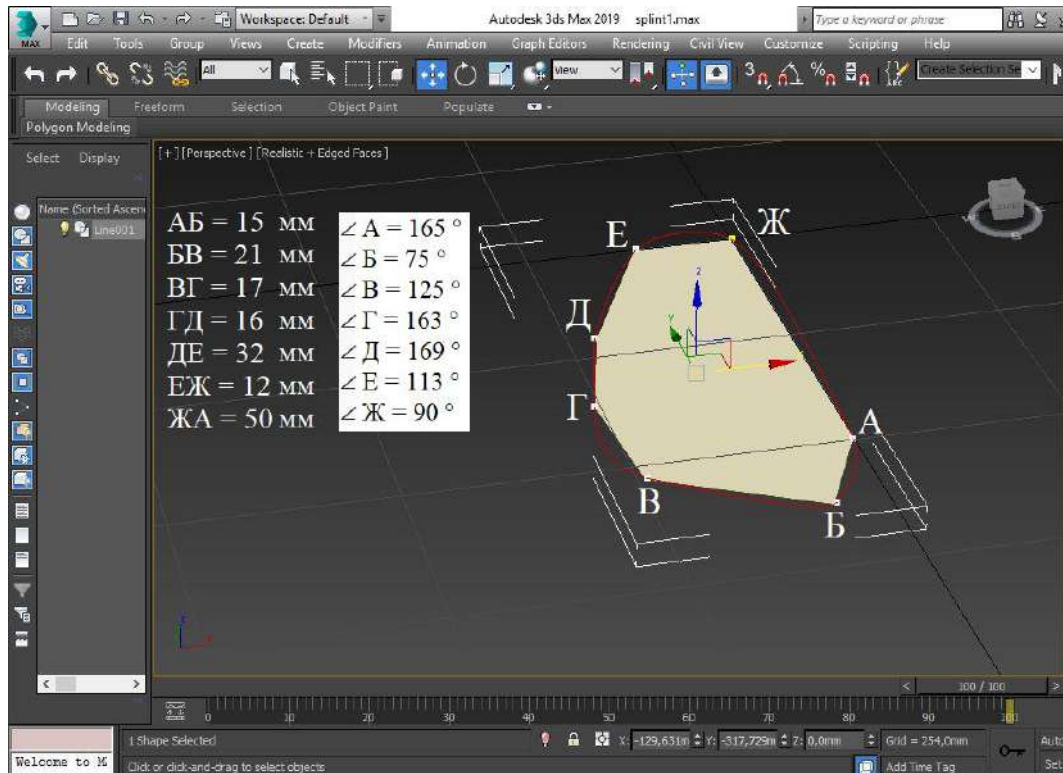 Workspace: Default
Autodesk 3ds Max 2019 splint1.max
Type a keyword or phrase
MAX
Edit Tools Group Views Create Modifiers Animation Graph Editors Rendering Civil View Customize Scripting Help
All
View
Create Selection Se
Modeling Freeform Selection Object Paint Populate
Polygon Modeling
Select Display
[+] [Perspective] [Realistic + Edged Faces]
Name (Sorted Ascen
Line001
АБ = 15 мм
БВ = 21 мм
ВГ = 17 мм
ГД = 16 мм
ДЕ = 32 мм
ЕЖ = 12 мм
ЖА = 50 мм
∠А = 165 °
∠Б = 75 °
∠В = 125 °
∠Г = 163 °
∠Д = 169 °
∠Е = 113 °
∠Ж = 90 °
Е
Ж
Д
Г
А
В
Б
z
y
100 / 100
0 10 20 30 40 50 60 70 80 90 100
1 Shape Selected
X: -129,631m Y: -317,729m Z: 0,0mm Grid = 254,0mm
Welcome to M
Click or click-and-drag to select objects
Add Time Tag